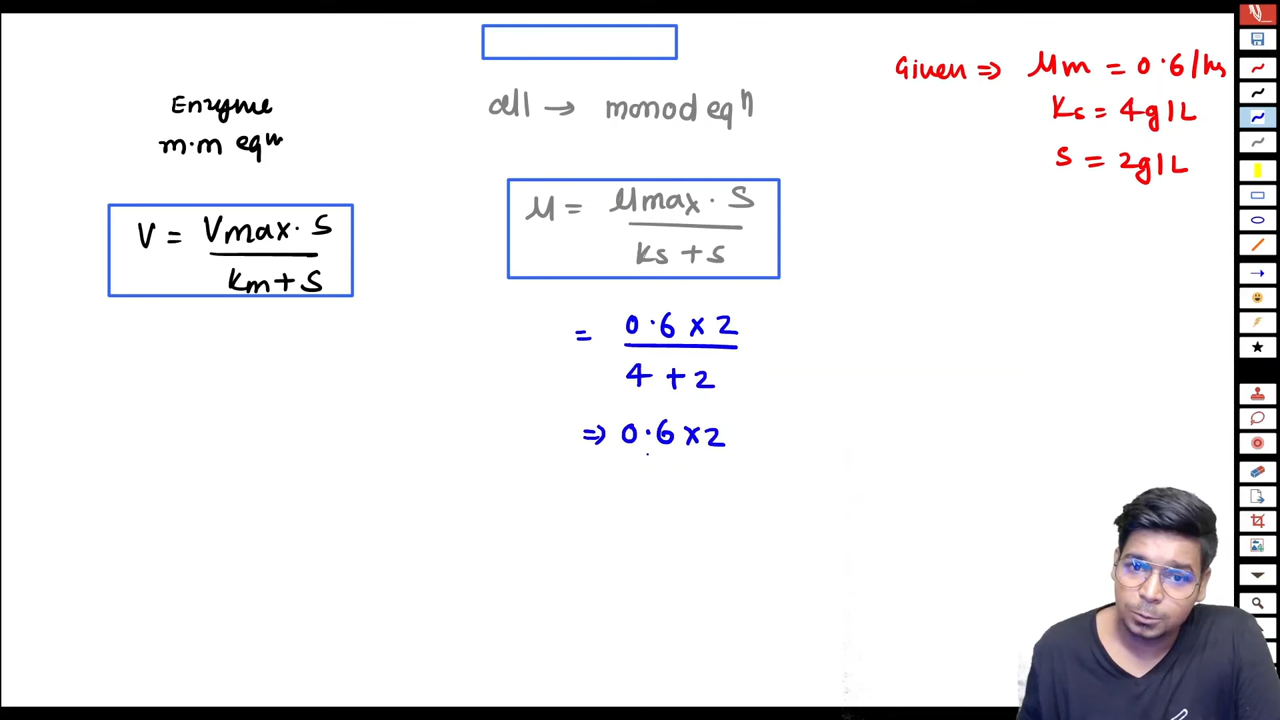 Enzyme
m.m eqn
V = Vmax. S
Km + S
cell → monod eqn
μ = μmax. S
Ks + S
= 0.6 x 2
4 + 2
⇒ 0.6 x 2
Given ⇒ μm = 0.6/hs
Ks = 4g|L
S = 2g|L